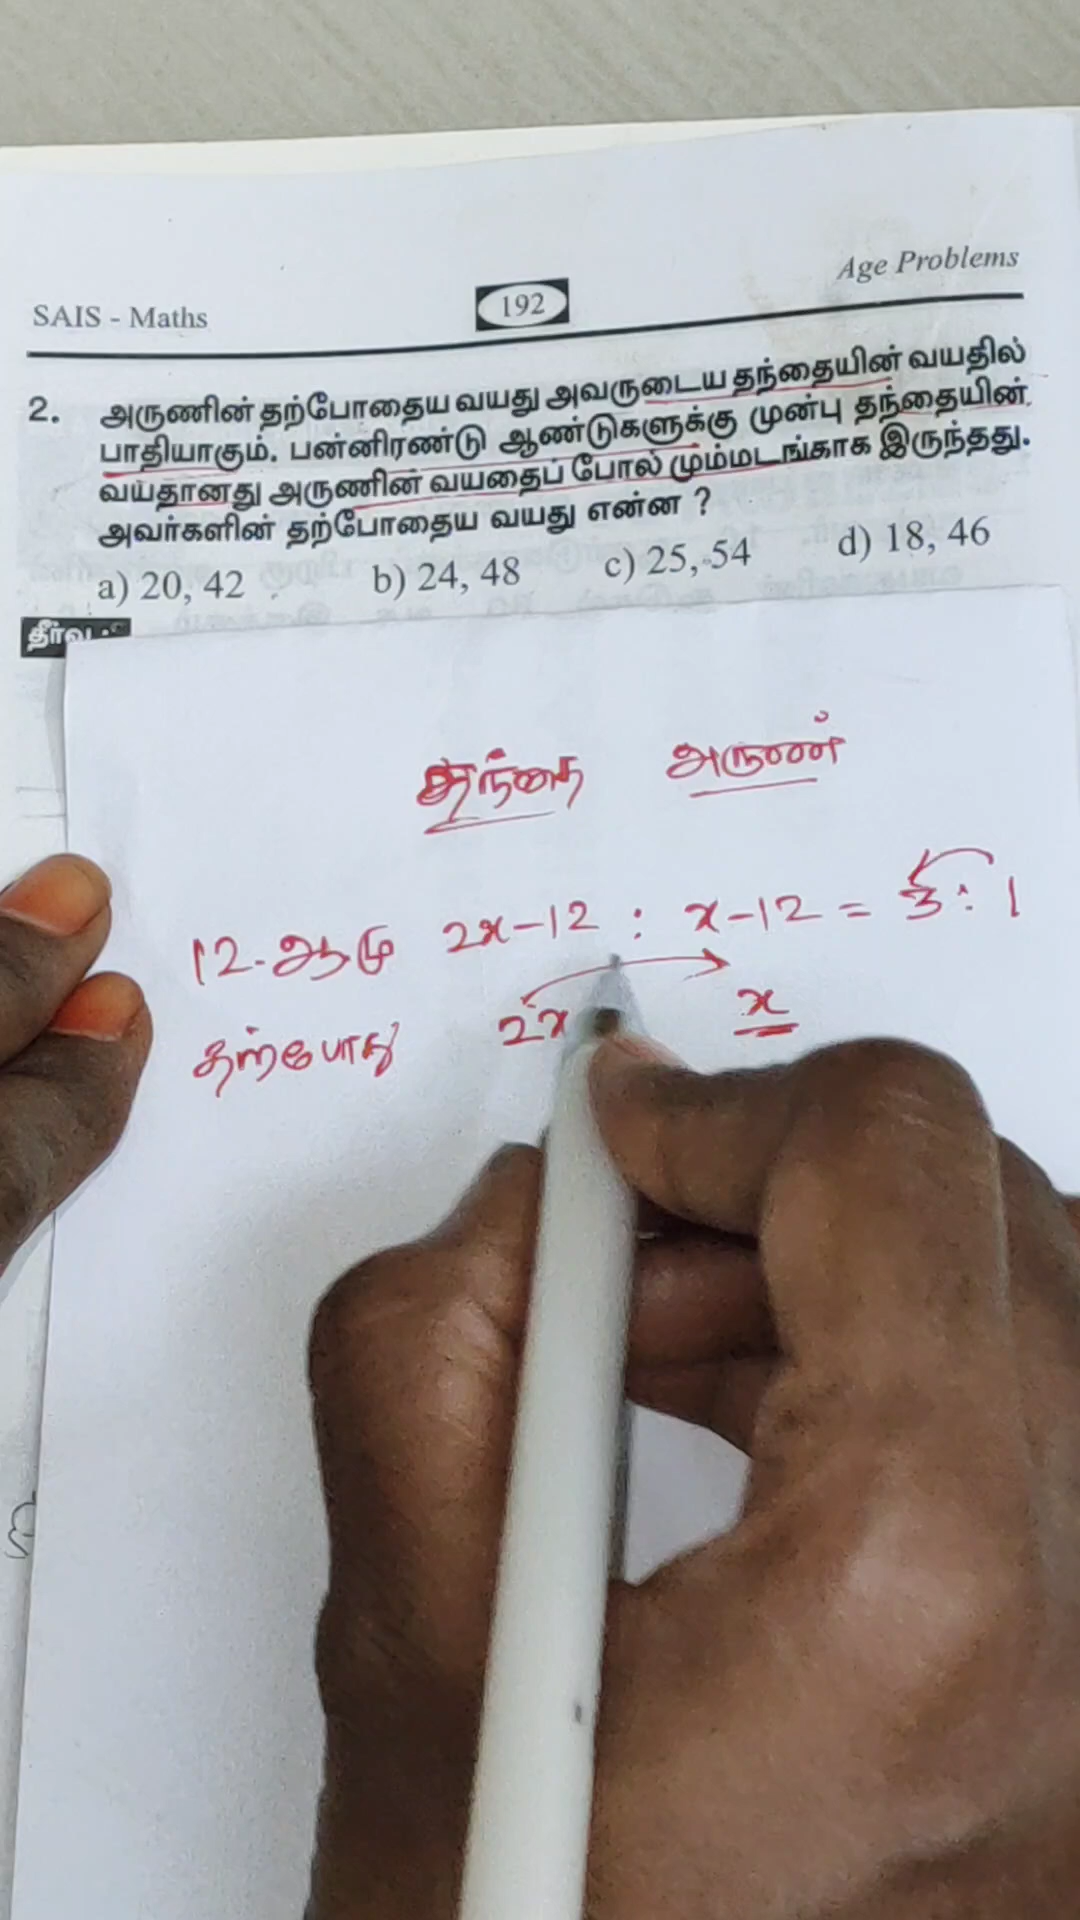 Age Problems
SAIS - Maths 192
2. அருணின் தற்போதைய வயது அவருடைய தந்தையின் வயதில்
பாதியாகும். பன்னிரண்டு ஆண்டுகளுக்கு முன்பு தந்தையின்
வயதானது அருணின் வயதைப் போல் மும்மடங்காக இருந்தது.
அவர்களின் தற்போதைய வயது என்ன ?
a) 20, 42 b) 24, 48 c) 25, 54 d) 18, 46
தந்தை அருண்
12.ஆமு 2x-12 : x-12 = 3:1
தற்போது 2x x